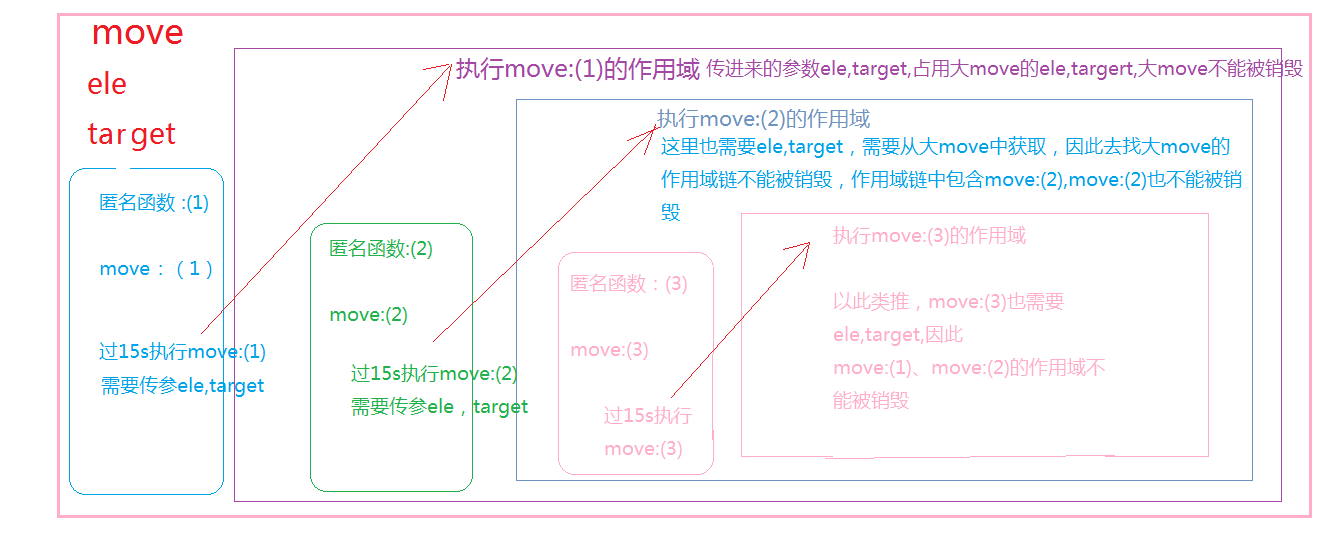 move
ele
target
执行move:(1)的作用域 传进来的参数ele,target,占用大move的ele,targert,大move不能被销毁
执行move:(2)的作用域
这里也需要ele,target，需要从大move中获取，因此去找大move的
作用域链不能被销毁，作用域链中包含move:(2),move:(2)也不能被销
毁
匿名函数 :(1)
move：（1）
过15s执行move:(1)
需要传参ele,target
匿名函数:(2)
move:(2)
过15s执行move:(2)
需要传参ele，target
匿名函数：(3)
move:(3)
过15s执行
move:(3)
执行move:(3)的作用域
以此类推，move:(3)也需要
ele,target,因此
move:(1)、move:(2)的作用域不
能被销毁